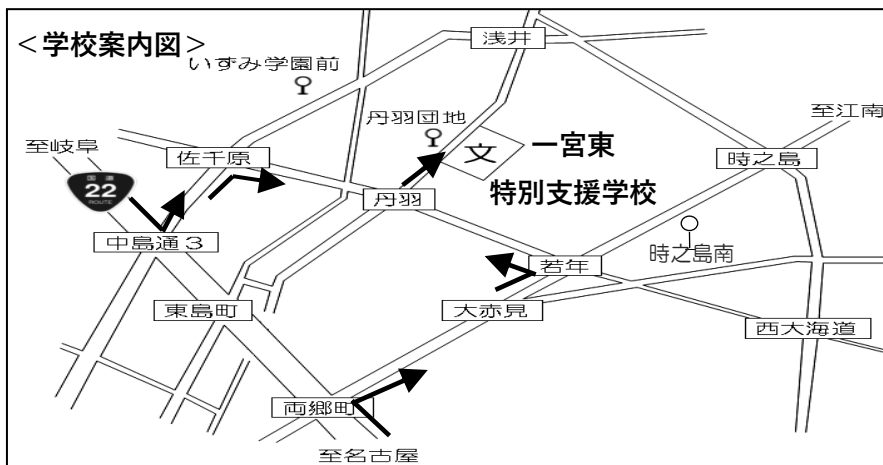 ＜学校案内図＞
浅井
いずみ学園前
丹羽団地
至江南
文
一宮東
特別支援学校
至岐阜
佐千原
時之島
国道
22
ROUTE
丹羽
中島通３
時之島南
若年
東島町
大赤見
西大海道
両郷町
至名古屋